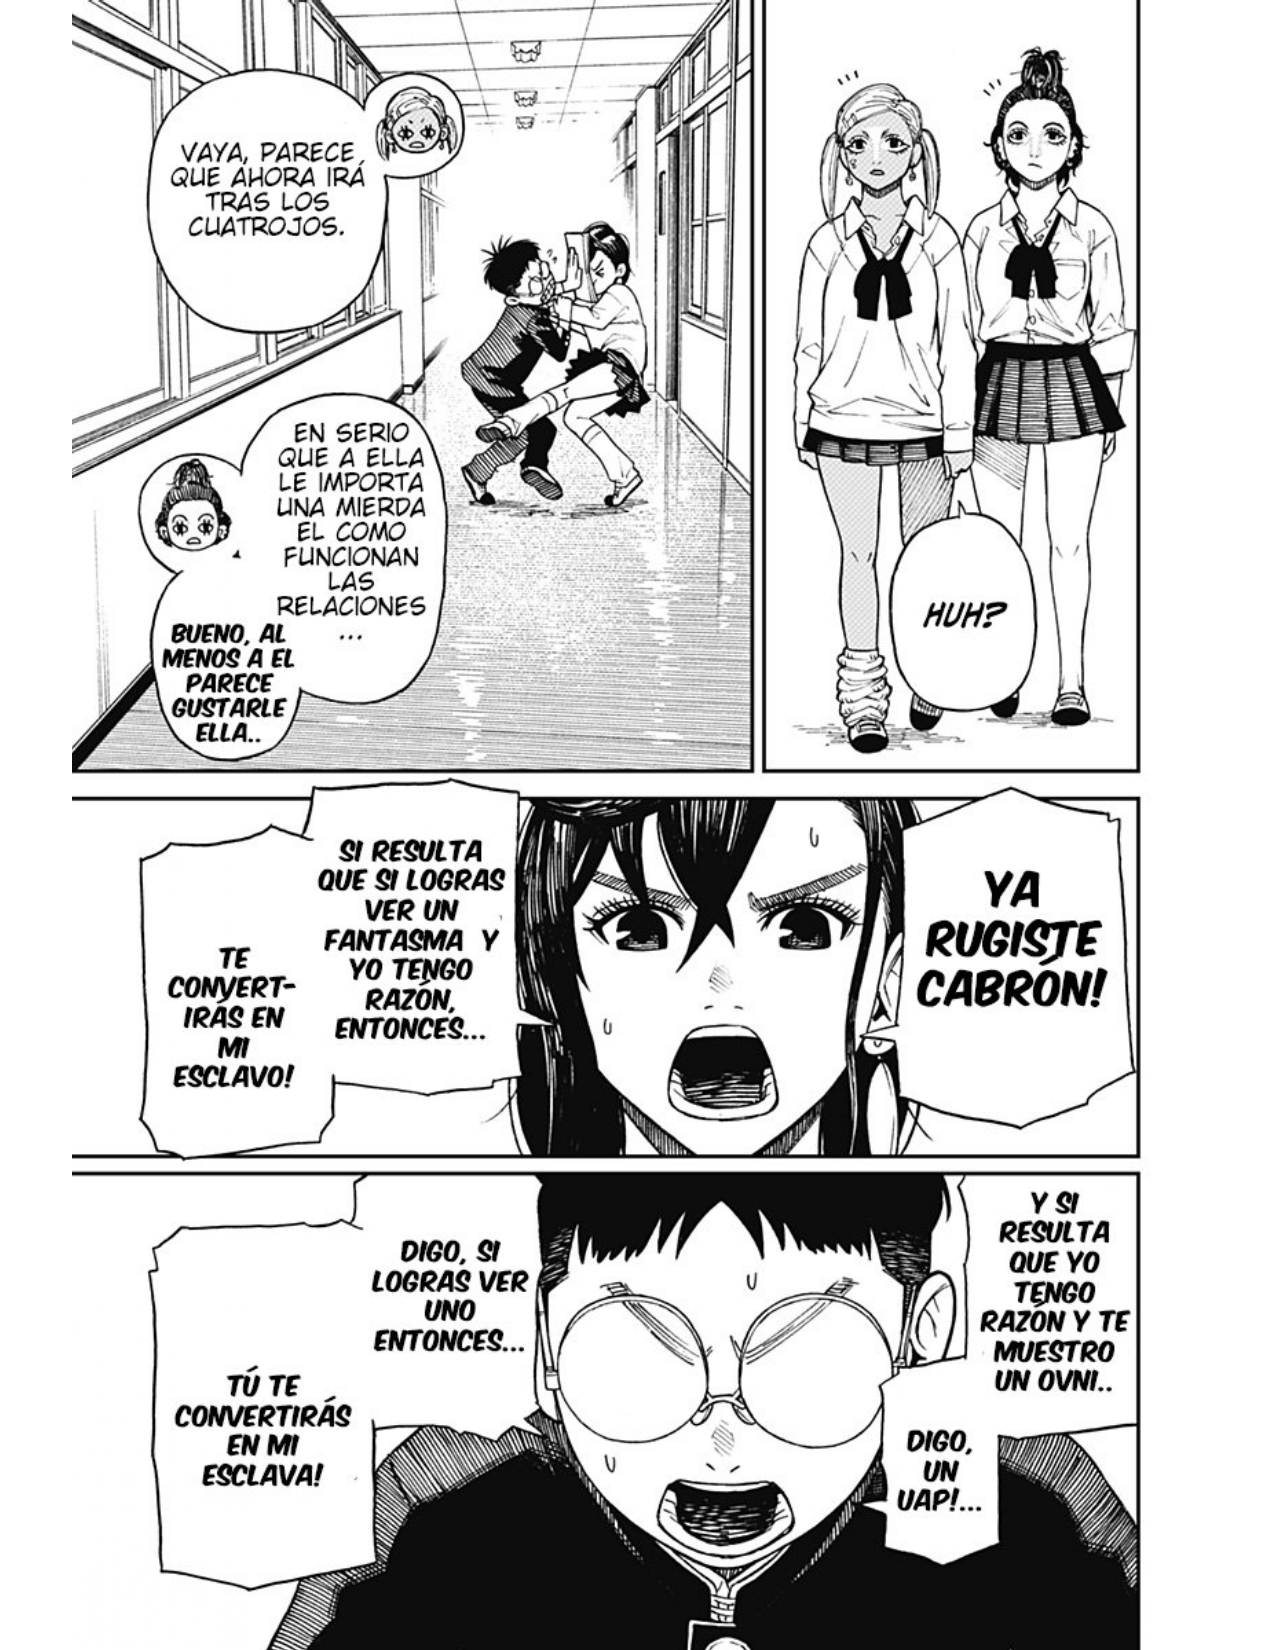 HUH?
VAYA, PARECE
QUE AHORA IRÁ
TRAS LOS
CUATROJOS.
EN SERIO
QUE A ELLA
LE IMPORTA
UNA MIERDA
EL COMO
FUNCIONAN
LAS
RELACIONES
...
BUENO, AL
MENOS A EL
PARECE
GUSTARLE
ELLA..
YA
RUGISTE
CABRÓN!
SI RESULTA
QUE SI LOGRAS
VER UN
FANTASMA Y
YO TENGO
RAZÓN,
ENTONCES...
TE
CONVERT-
IRÁS EN
MI
ESCLAVO!
Y SI
RESULTA
QUE YO
TENGO
RAZÓN Y TE
MUESTRO
UN OVNI..
DIGO,
UN
UAP!...
DIGO, SI
LOGRAS VER
UNO
ENTONCES...
TÚ TE
CONVERTIRÁS
EN MI
ESCLAVA!